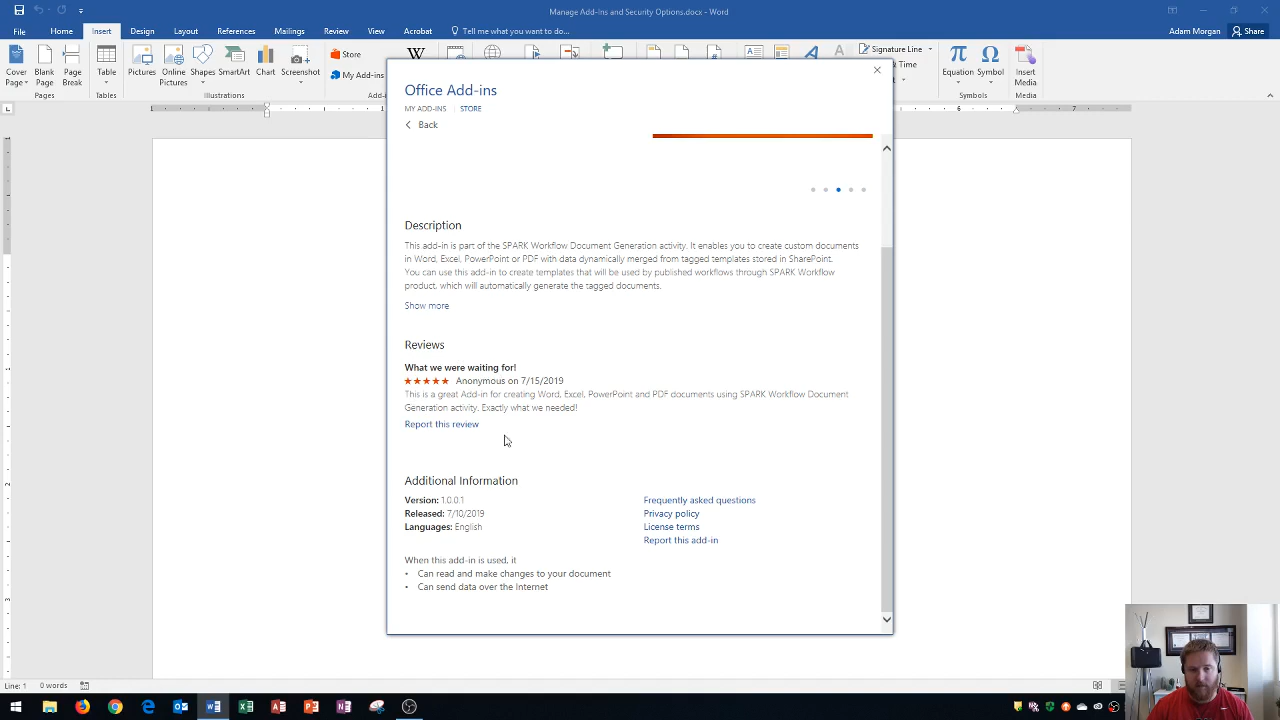 Manage Add-Ins and Security Options.docx - Word
Adam Morgan
Share
File Home Insert Design Layout References Mailings Review View Acrobat Tell me what you want to do...
Cover Page
Blank Page
Page Break
Table
Pictures
Online Pictures
Shapes
SmartArt
Chart
Screenshot
Store
My Add-ins
Signature Line
Equation
Symbol
Insert Media
Pages
Illustrations
Symbols
Media
Office Add-ins
MY ADD-INS STORE
Back
Description
This add-in is part of the SPARK Workflow Document Generation activity. It enables you to create custom documents
in Word, Excel, PowerPoint or PDF with data dynamically merged from tagged templates stored in SharePoint.
You can use this add-in to create templates that will be used by published workflows through SPARK Workflow
product, which will automatically generate the tagged documents.
Show more
Reviews
What we were waiting for!
Anonymous on 7/15/2019
This is a great Add-in for creating Word, Excel, PowerPoint and PDF documents using SPARK Workflow Document
Generation activity. Exactly what we needed!
Report this review
Additional Information
Version: 1.0.0.1
Released: 7/10/2019
Languages: English
Frequently asked questions
Privacy policy
License terms
Report this add-in
When this add-in is used, it
• Can read and make changes to your document
• Can send data over the Internet
Line: 1 0 words